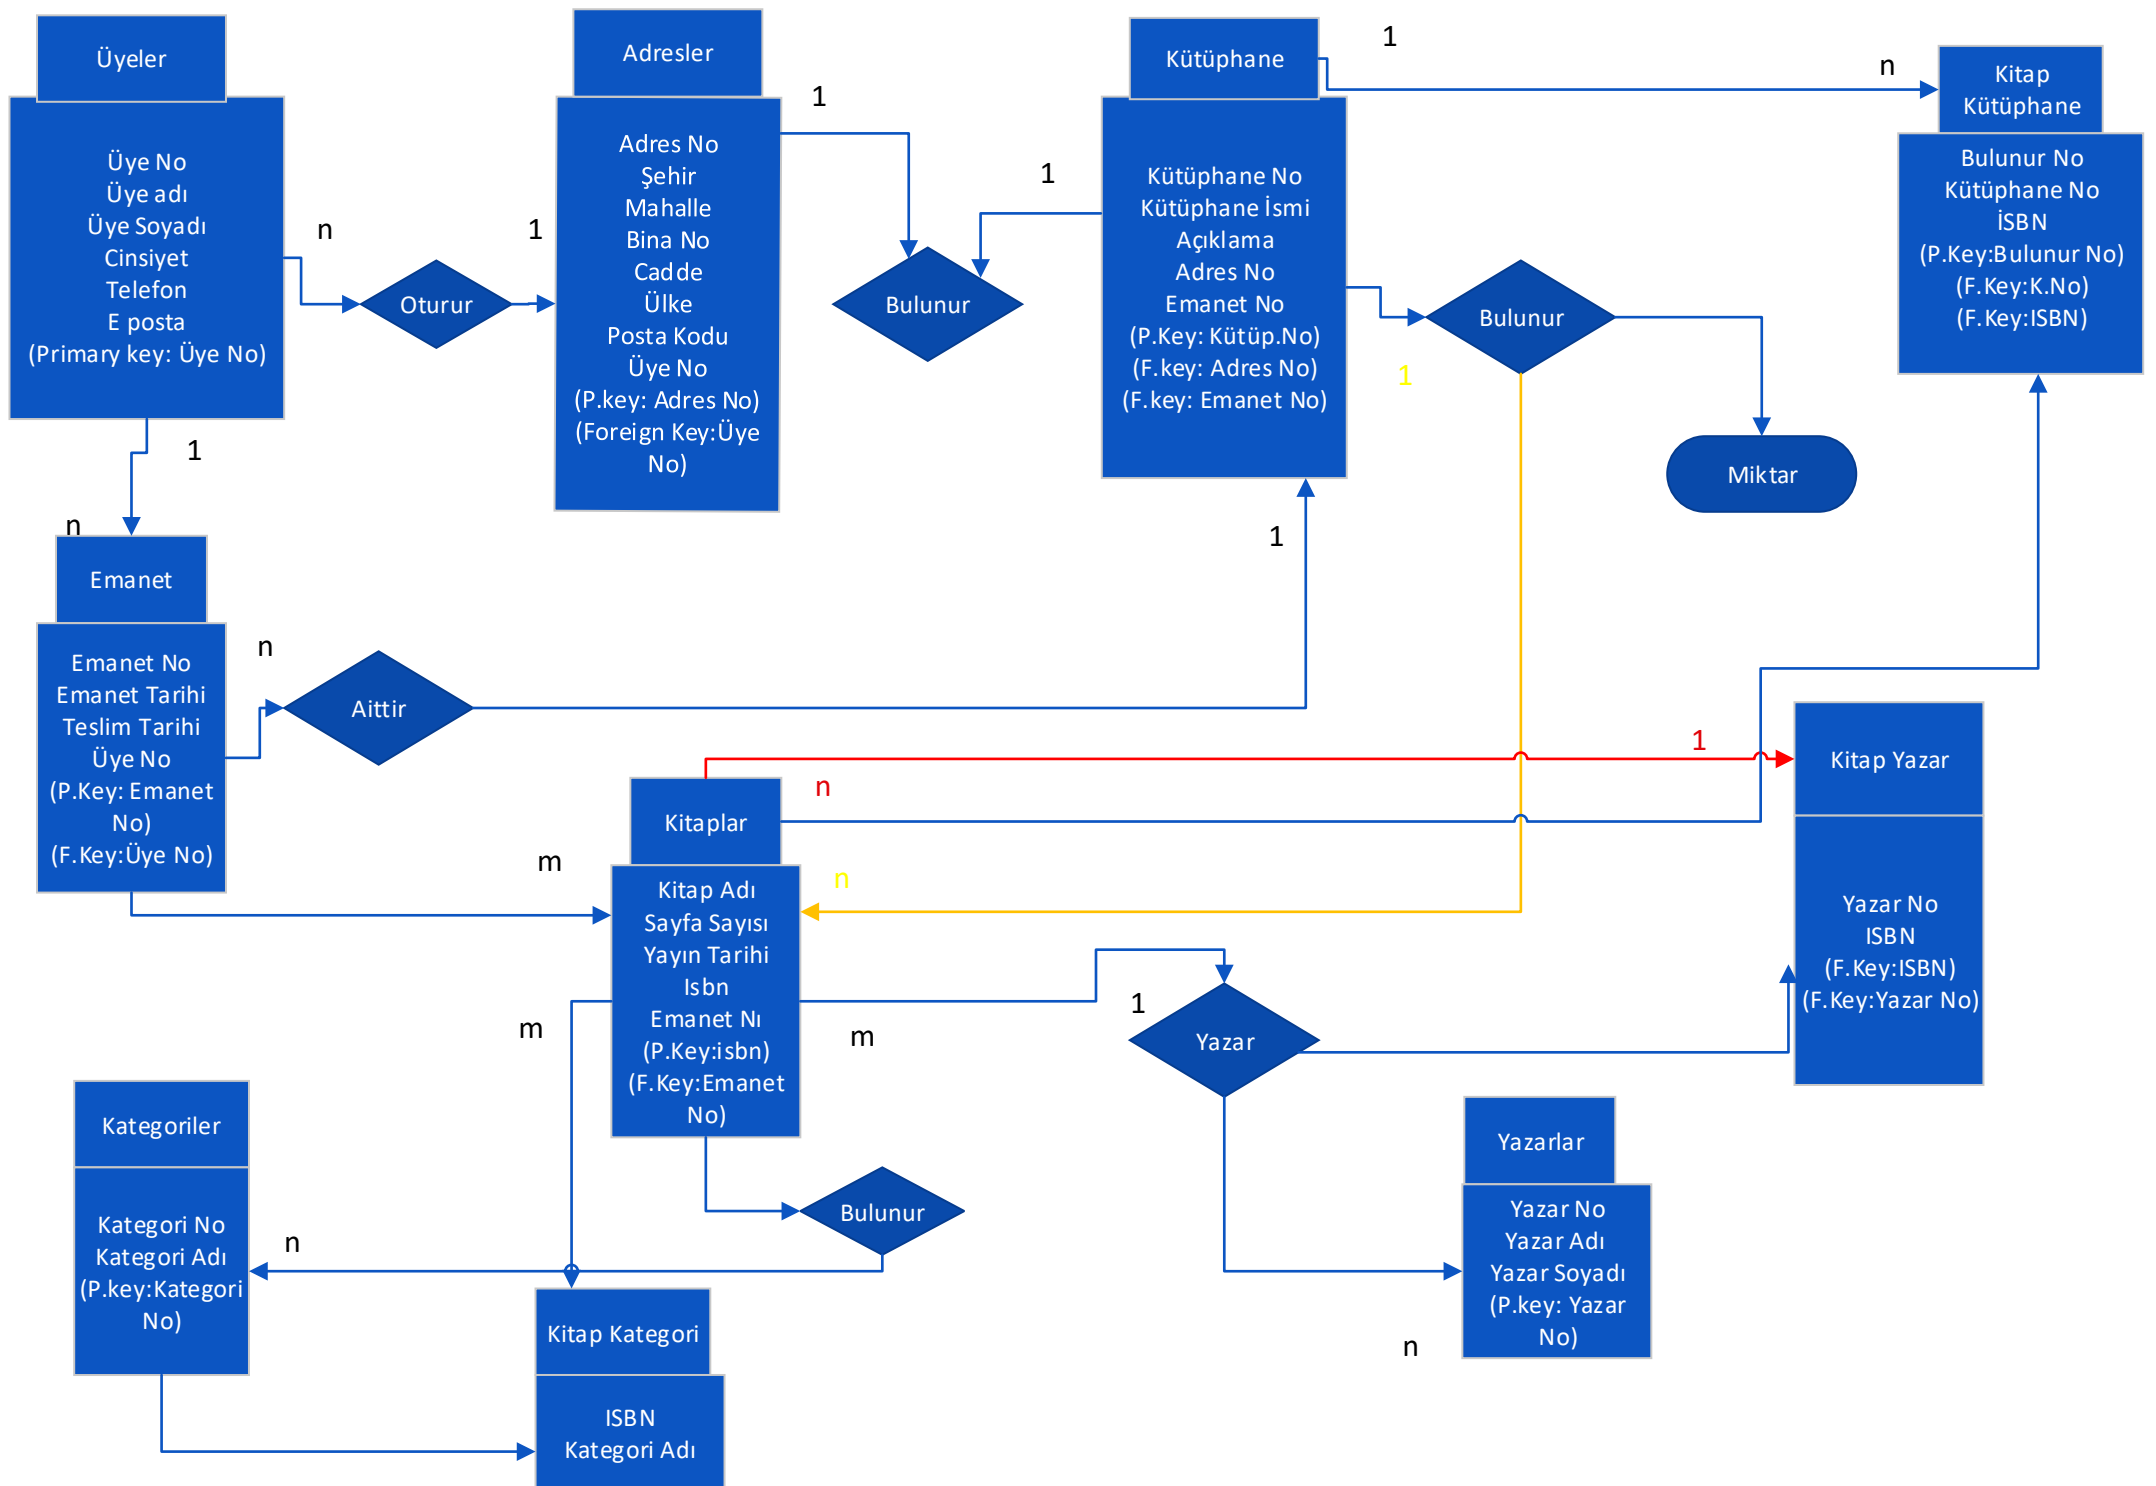 Üyeler
Üye No
Üye adı
Üye Soyadı
Cinsiyet
Telefon
E posta
(Primary key: Üye No)
n
Oturur
1
Adresler
Adres No
Şehir
Mahalle
Bina No
Cadde
Ülke
Posta Kodu
Üye No
(P.key: Adres No)
(Foreign Key:Üye
No)
1
Bulunur
1
Kütüphane
Kütüphane No
Kütüphane İsmi
Açıklama
Adres No
Emanet No
(P.Key: Kütüp.No)
(F.key: Adres No)
(F.key: Emanet No)
1
n
Bulunur
1
Miktar
Kitap
Kütüphane
Bulunur No
Kütüphane No
İSBN
(P.Key:Bulunur No)
(F.Key:K.No)
(F.Key:ISBN)
1
n
Emanet
Emanet No
Emanet Tarihi
Teslim Tarihi
Üye No
(P.Key: Emanet
No)
(F.Key:Üye No)
n
Aittir
1
m
Kitaplar
Kitap Adı
Sayfa Sayısı
Yayın Tarihi
Isbn
Emanet Nı
(P.Key:isbn)
(F.Key:Emanet
No)
n
1
n
m
m
1
Yazar
Kitap Yazar
Yazar No
ISBN
(F.Key:ISBN)
(F.Key:Yazar No)
Yazarlar
Yazar No
Yazar Adı
Yazar Soyadı
(P.key: Yazar
No)
n
Bulunur
Kategoriler
Kategori No
Kategori Adı
(P.key:Kategori
No)
n
Kitap Kategori
ISBN
Kategori Adı